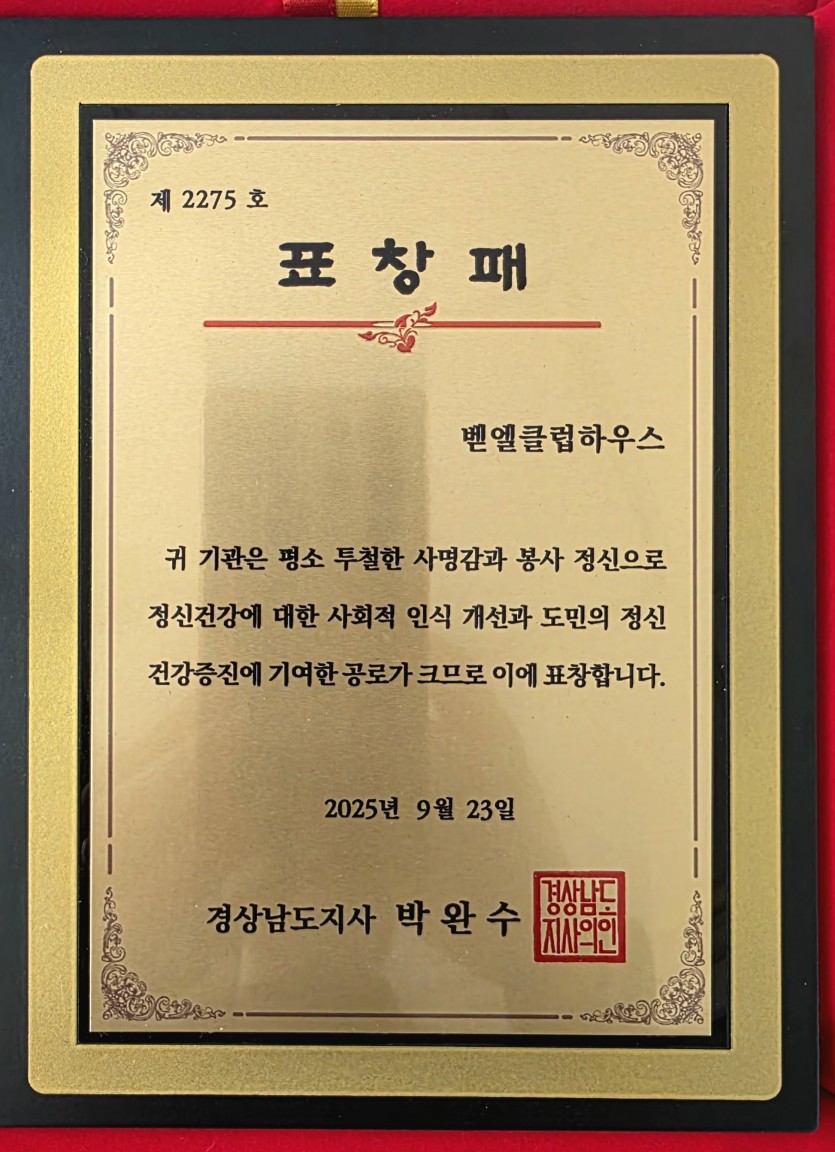 제 2275 호
표 창 패
벧엘클럽하우스
귀 기관은 평소 투철한 사명감과 봉사 정신으로
정신건강에 대한 사회적 인식 개선과 도민의 정신
건강증진에 기여한 공로가 크므로 이에 표창합니다.
2025년 9월 23일
경상남도지사 박 완 수
경상남도
지사의인